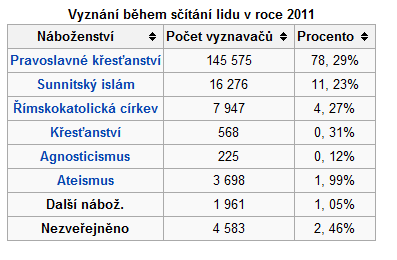 Vyznání během sčítání lidu v roce 2011
Náboženství Počet vyznavačů Procento
Pravoslavné křesťanství 145 575 78, 29%
Sunnitský islám 16 276 11, 23%
Římskokatolická církev 7 947 4, 27%
Křesťanství 568 0, 31%
Agnosticismus 225 0, 12%
Ateismus 3 698 1, 99%
Další nábož. 1 961 1, 05%
Nezveřejněno 4 583 2, 46%